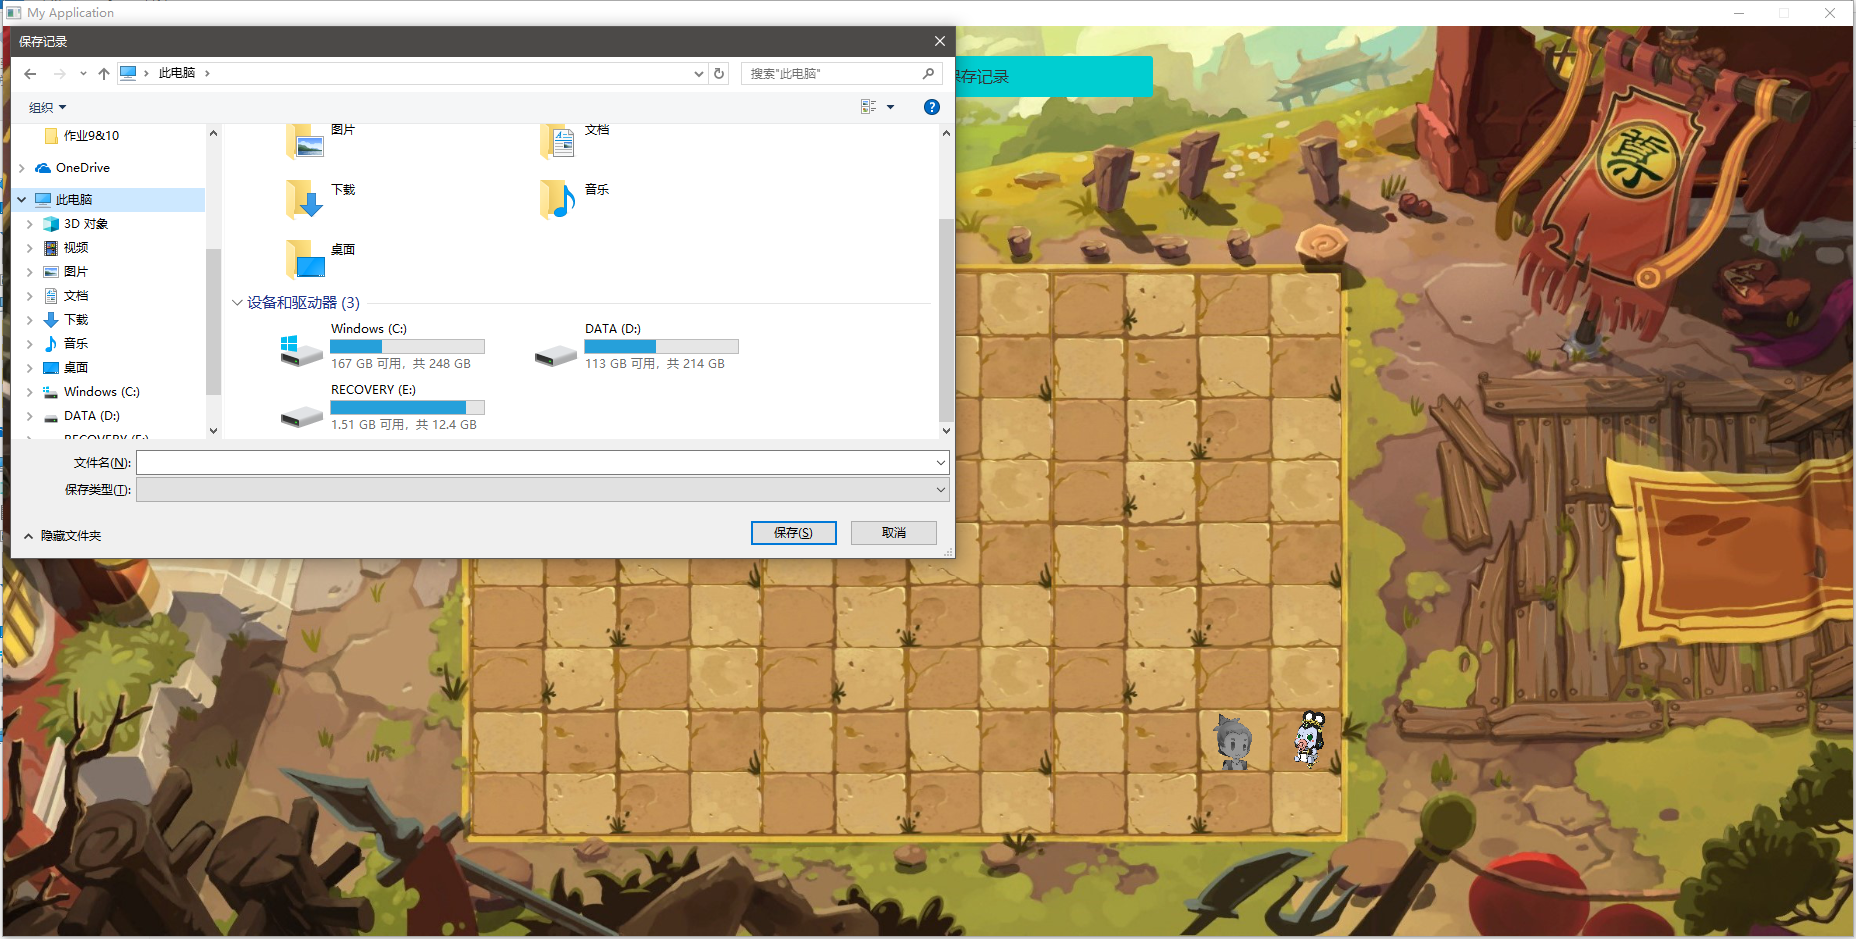 My Application
保存记录
此电脑
搜索"此电脑"
保存记录
组织
作业9&10
OneDrive
此电脑
3D 对象
视频
图片
文档
下载
音乐
桌面
Windows (C:)
DATA (D:)
RECOVERY (E:)
图片
文档
下载
音乐
桌面
设备和驱动器 (3)
Windows (C:)
167 GB 可用，共 248 GB
DATA (D:)
113 GB 可用，共 214 GB
RECOVERY (E:)
1.51 GB 可用，共 12.4 GB
文件名(N):
保存类型(T):
隐藏文件夹
保存(S)
取消
尊